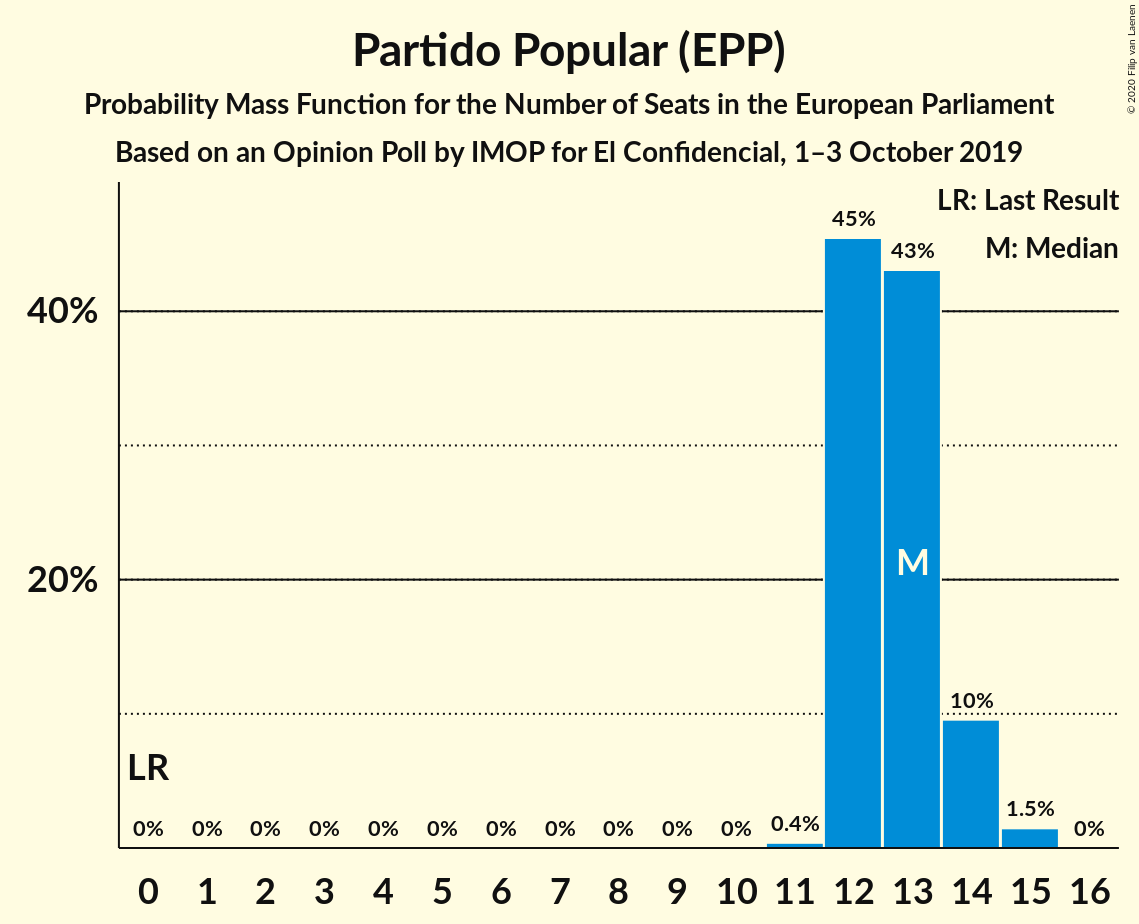 Partido Popular (EPP)
Probability Mass Function for the Number of Seats in the European Parliament
Based on an Opinion Poll by IMOP for El Confidencial, 1–3 October 2019
© 2020 Filip van Laenen
LR: Last Result
M: Median
45%
43%
40%
20%
M
10%
LR
1.5%
0% 0% 0% 0% 0% 0% 0% 0% 0% 0% 0% 0.4% 0%
0 1 2 3 4 5 6 7 8 9 10 11 12 13 14 15 16